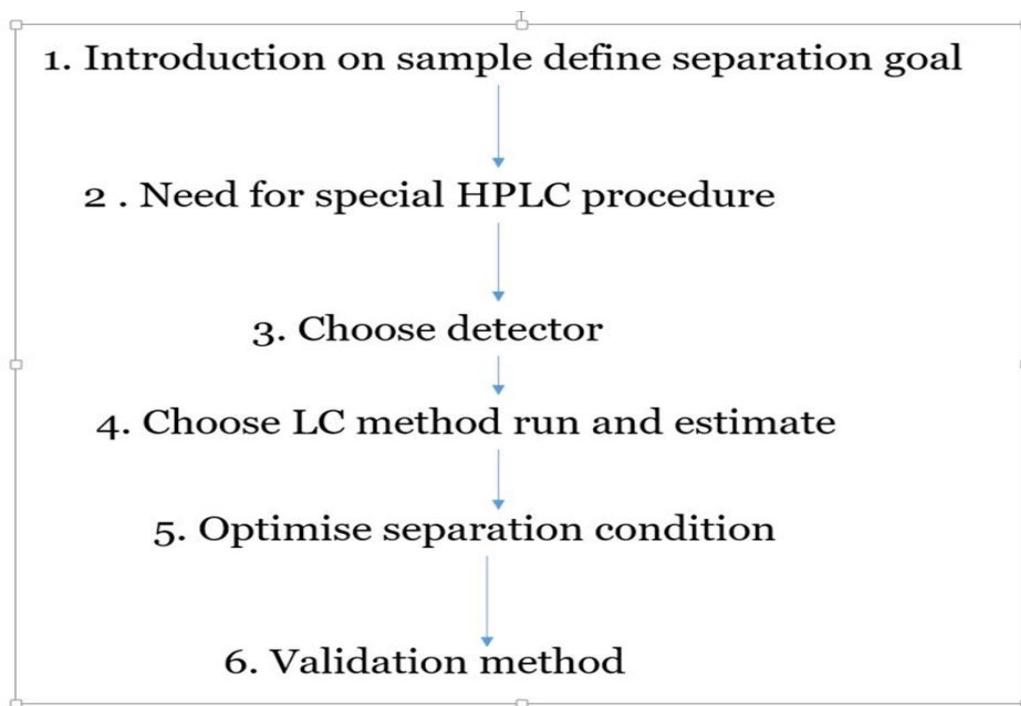 1. Introduction on sample define separation goal
2 . Need for special HPLC procedure
3. Choose detector
4. Choose LC method run and estimate
5. Optimise separation condition
6. Validation method